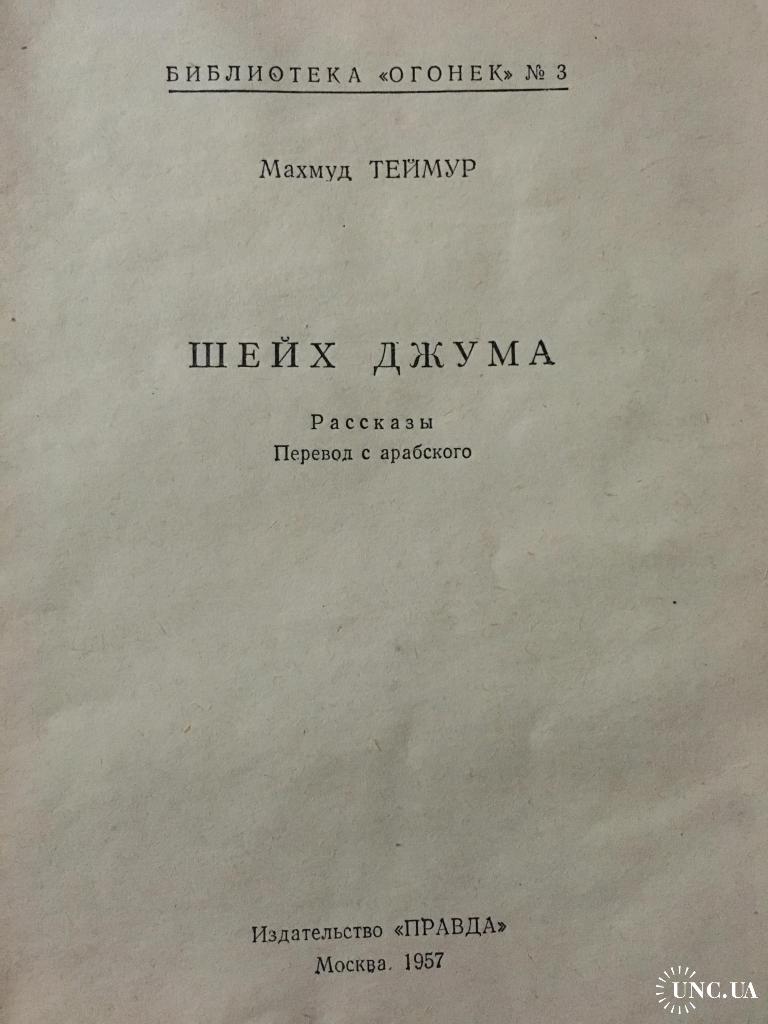 БИБЛИОТЕКА «ОГОНЕК» № 3
Махмуд ТЕЙМУР
ШЕЙХ ДЖУМА
Рассказы
Перевод с арабского
Издательство «ПРАВДА»
Москва. 1957
UNC.UA